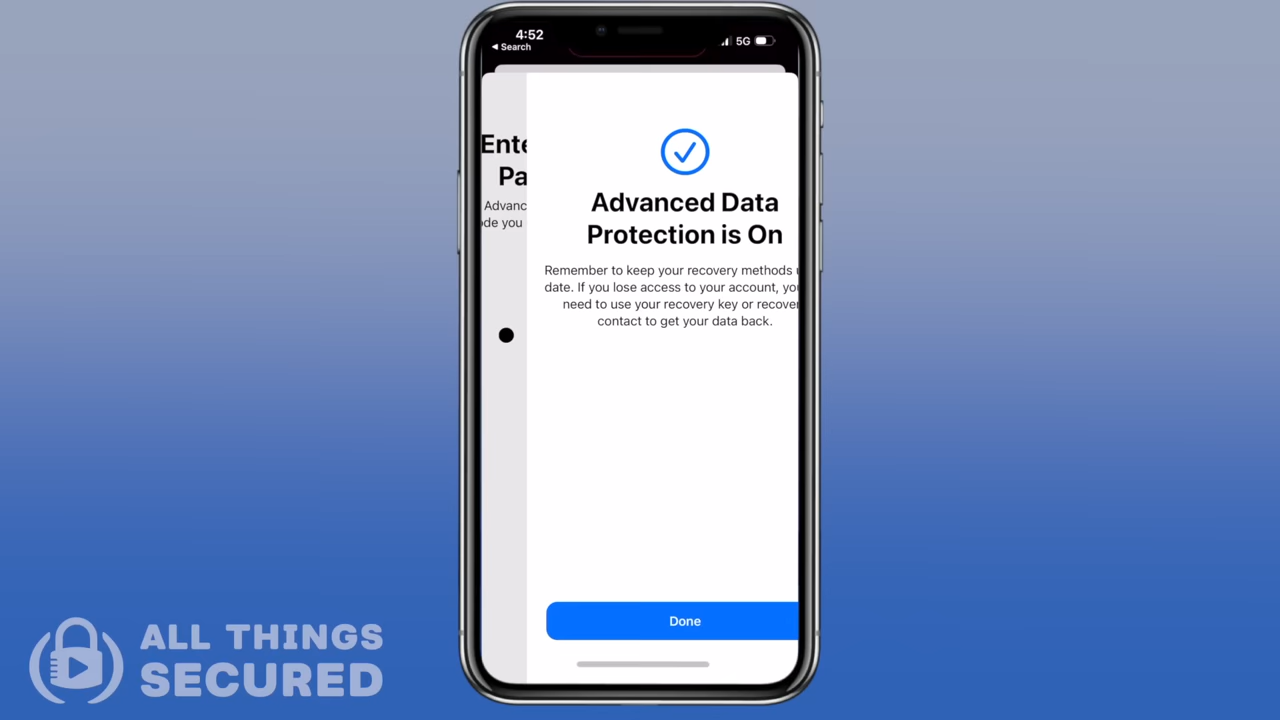 4:52
◀ Search
5G
Ente
Pa
Advanc
ode you
Advanced Data
Protection is On
Remember to keep your recovery methods
date. If you lose access to your account, yo
need to use your recovery key or recover
contact to get your data back.
Done
ALL THINGS
SECURED